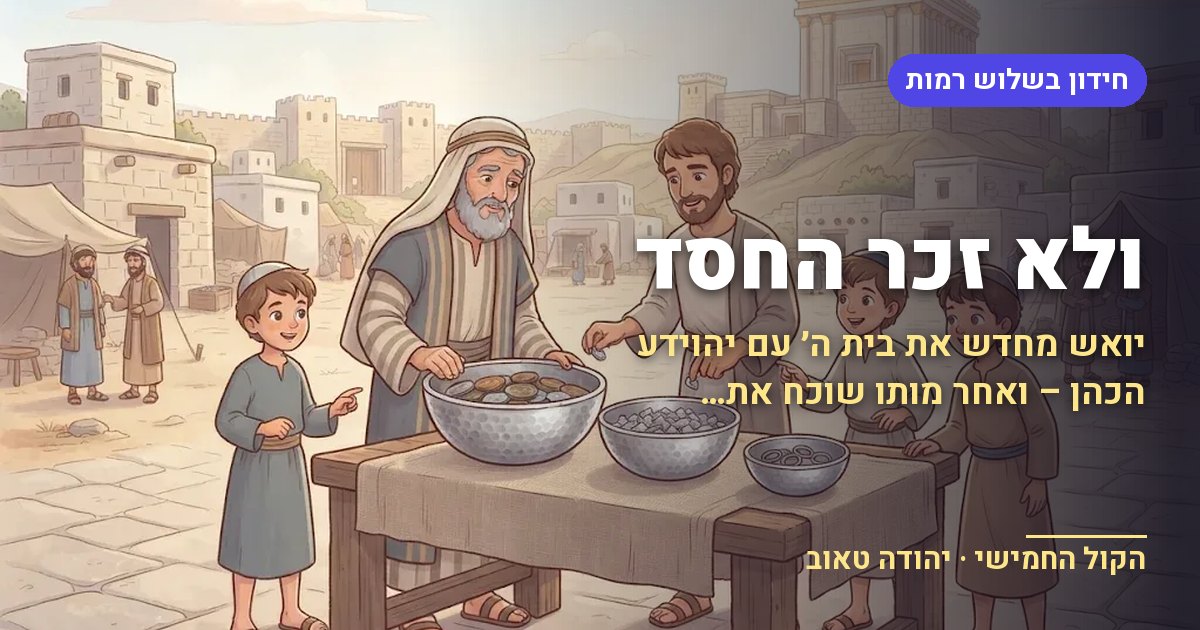 חידון בשלוש רמות
ולא זכר החסד
יואש מחדש את בית ה׳ עם יהוידע
הכהן – ואחר מותו שוכח את...
הקול החמישי · יהודה טאוב